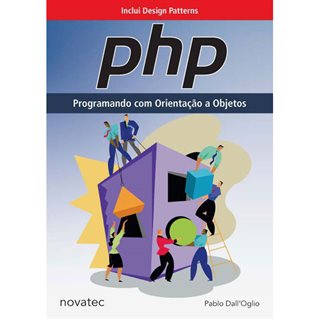 Inclui Design Patterns
php
Programando com Orientação a Objetos
novatec
Pablo Dall'Oglio